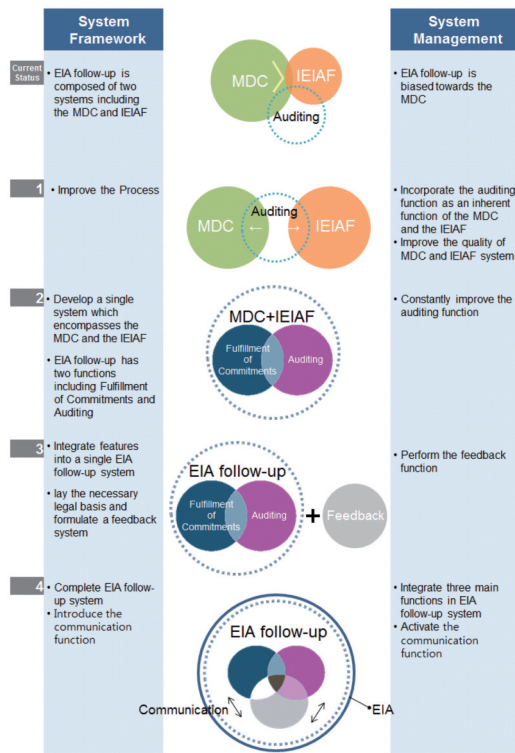 System
Framework
System
Management
Current
Status
• EIA follow-up is
composed of two
systems including
the MDC and IEIAF
MDC
IEIAF
Auditing
• EIA follow-up is
biased towards the
MDC
1
• Improve the Process
Auditing
MDC
←
→
IEIAF
• Incorporate the auditing
function as an inherent
function of the MDC
and the IEIAF
• Improve the quality of
MDC and IEIAF system
2
• Develop a single
system which
encompasses the
MDC and the IEIAF
• EIA follow-up has
two functions
including Fulfillment
of Commitments and
Auditing
MDC+IEIAF
Fulfillment
of
Commitments
Auditing
• Constantly improve the
auditing function
3
• Integrate features
into a single EIA
follow-up system
• lay the necessary
legal basis and
formulate a feedback
system
EIA follow-up
Fulfillment
of
Commitments
Auditing
+
Feedback
• Perform the feedback
function
4
• Complete EIA follow-
up system
• Introduce the
communication
function
EIA follow-up
Communication
EIA
• Integrate three main
functions in EIA
follow-up system
• Activate the
communication
function